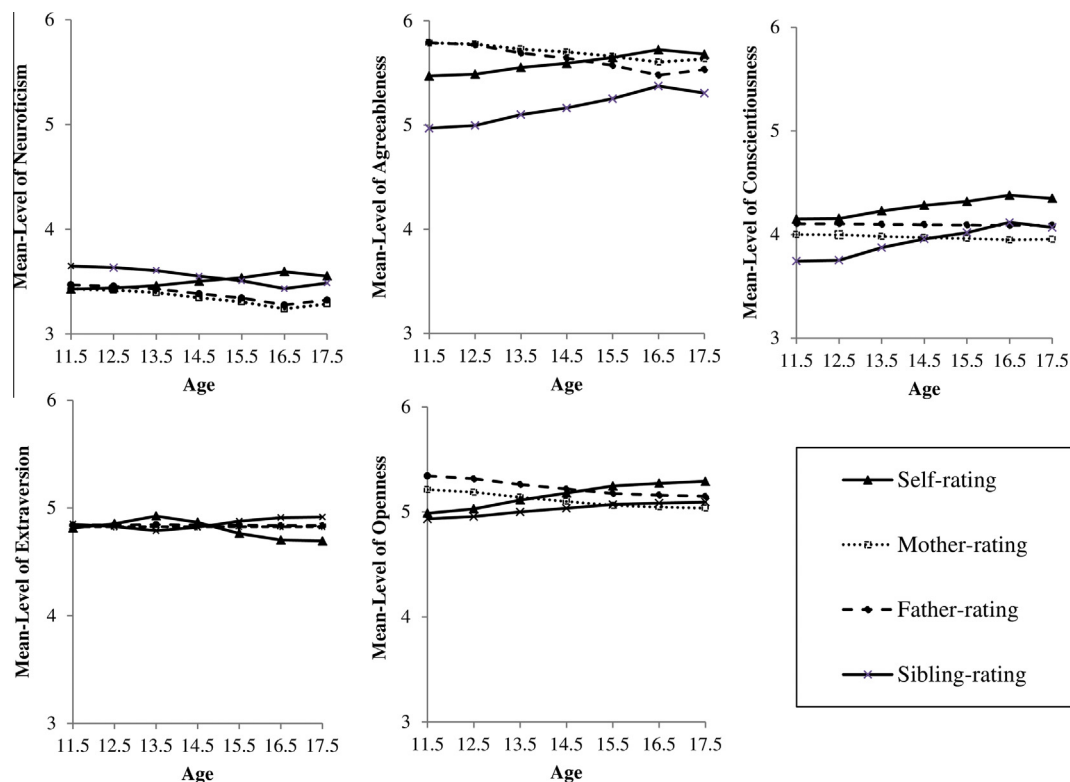 Mean-Level of Neuroticism
6
5
4
3
11.5 12.5 13.5 14.5 15.5 16.5 17.5
Age
Mean-Level of Agreeableness
6
5
4
3
11.5 12.5 13.5 14.5 15.5 16.5 17.5
Age
Mean-Level of Conscientiousness
6
5
4
3
11.5 12.5 13.5 14.5 15.5 16.5 17.5
Age
Mean-Level of Extraversion
6
5
4
3
11.5 12.5 13.5 14.5 15.5 16.5 17.5
Age
Mean-Level of Openness
6
5
4
3
11.5 12.5 13.5 14.5 15.5 16.5 17.5
Age
Self-rating
Mother-rating
Father-rating
Sibling-rating